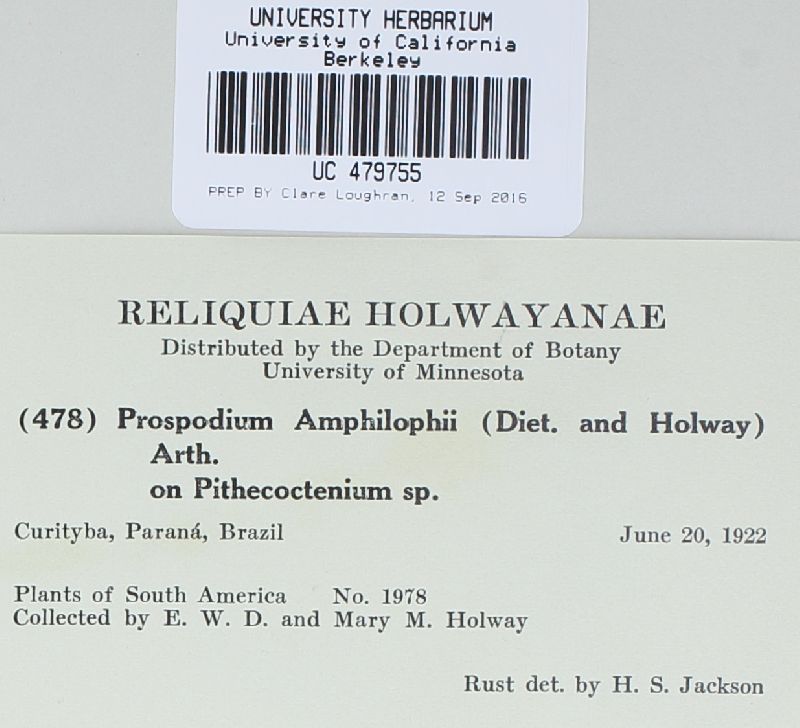 UNIVERSITY HERBARIUM
University of California
Berkeley
UC 479755
PREP BY Clare Loughran, 12 Sep 2016
RELIQUIAE HOLWAYANAE
Distributed by the Department of Botany
University of Minnesota
(478) Prospodium Amphilophii (Diet. and Holway)
Arth.
on Pithecoctenium sp.
Curityba, Paraná, Brazil June 20, 1922
Plants of South America No. 1978
Collected by E. W. D. and Mary M. Holway
Rust det. by H. S. Jackson